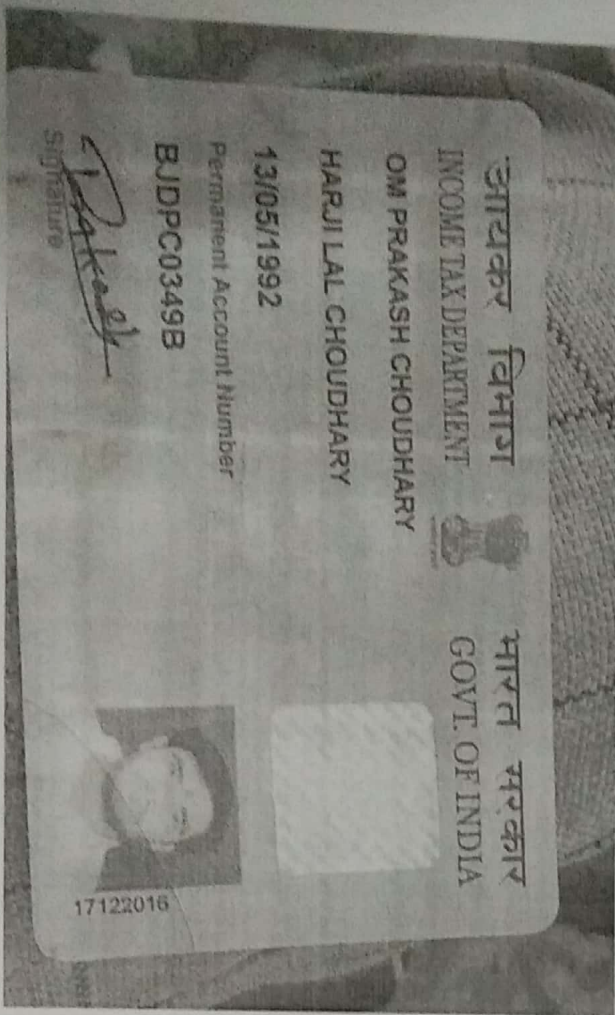 आयकर विभाग
INCOME TAX DEPARTMENT
भारत सरकार
GOVT. OF INDIA
OM PRAKASH CHOUDHARY
HARJI LAL CHOUDHARY
13/05/1992
Permanent Account Number
BJDPC0349B
Signature
17122016